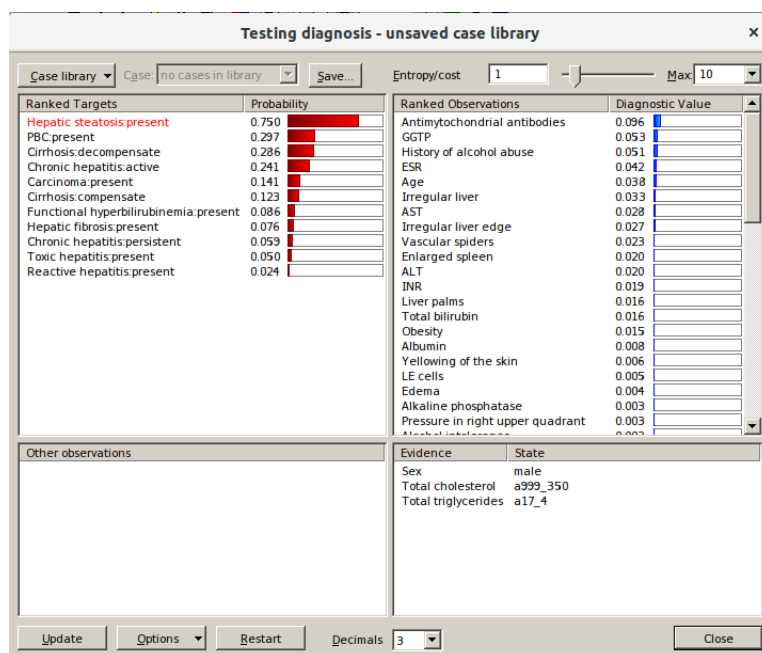 Testing diagnosis - unsaved case library x
Case library Case: no cases in library Save... Entropy/cost 1 Max: 10
Ranked Targets Probability
Hepatic steatosis:present 0.750
PBC:present 0.297
Cirrhosis:decompensate 0.286
Chronic hepatitis:active 0.241
Carcinoma:present 0.141
Cirrhosis:compensate 0.123
Functional hyperbilirubinemia:present 0.086
Hepatic fibrosis:present 0.076
Chronic hepatitis:persistent 0.059
Toxic hepatitis:present 0.050
Reactive hepatitis:present 0.024
Ranked Observations Diagnostic Value
Antimytochondrial antibodies 0.096
GGTP 0.053
History of alcohol abuse 0.051
ESR 0.042
Age 0.038
Irregular liver 0.033
AST 0.028
Irregular liver edge 0.027
Vascular spiders 0.023
Enlarged spleen 0.020
ALT 0.020
INR 0.019
Liver palms 0.016
Total bilirubin 0.016
Obesity 0.015
Albumin 0.008
Yellowing of the skin 0.006
LE cells 0.005
Edema 0.004
Alkaline phosphatase 0.003
Pressure in right upper quadrant 0.003
Other observations
Evidence State
Sex male
Total cholesterol a999_350
Total triglycerides a17_4
Update Options Restart Decimals 3 Close